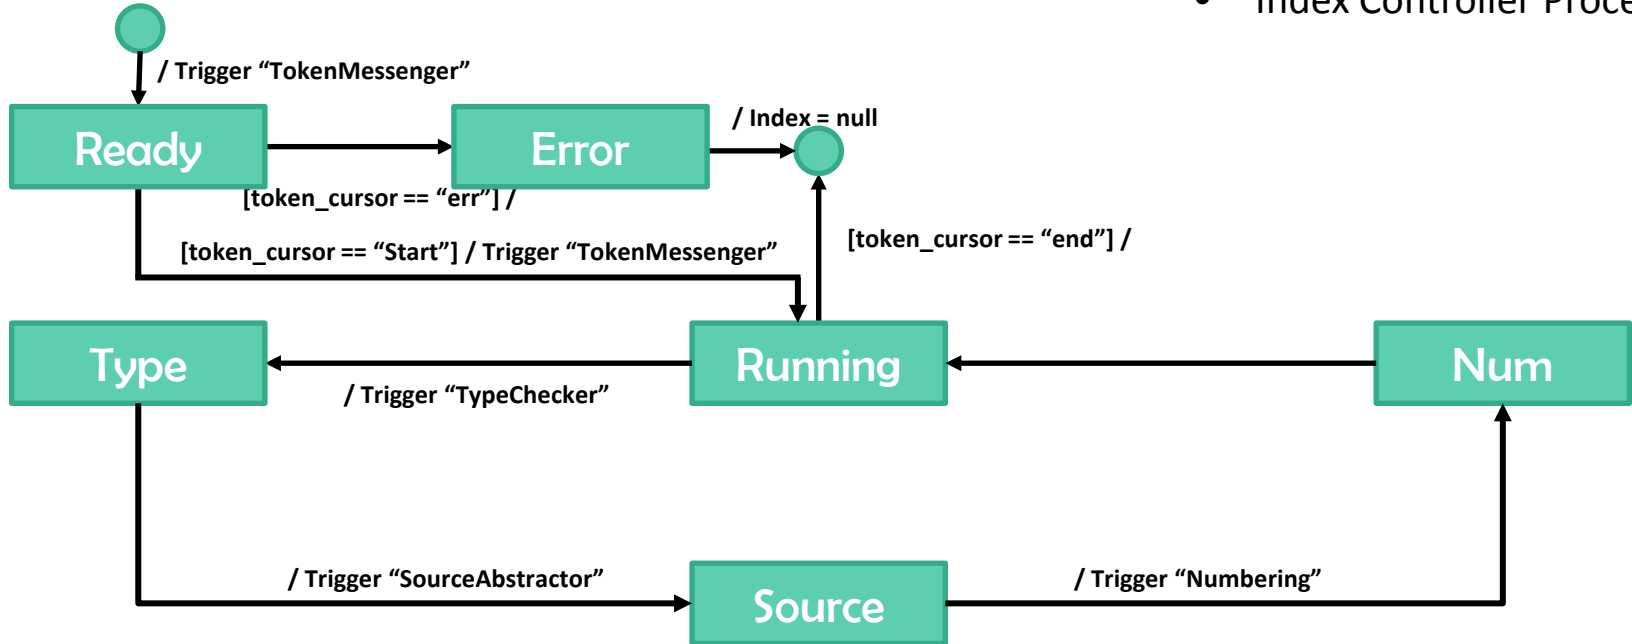 Index Controller
/ Trigger “TokenMessenger”
Ready
Error
/ Index = null
[token_cursor == “err”] /
[token_cursor == “Start”] / Trigger “TokenMessenger”
[token_cursor == “end”] /
Type
Running
Num
/ Trigger “TypeChecker”
/ Trigger “SourceAbstractor”
/ Trigger “Numbering”
Source